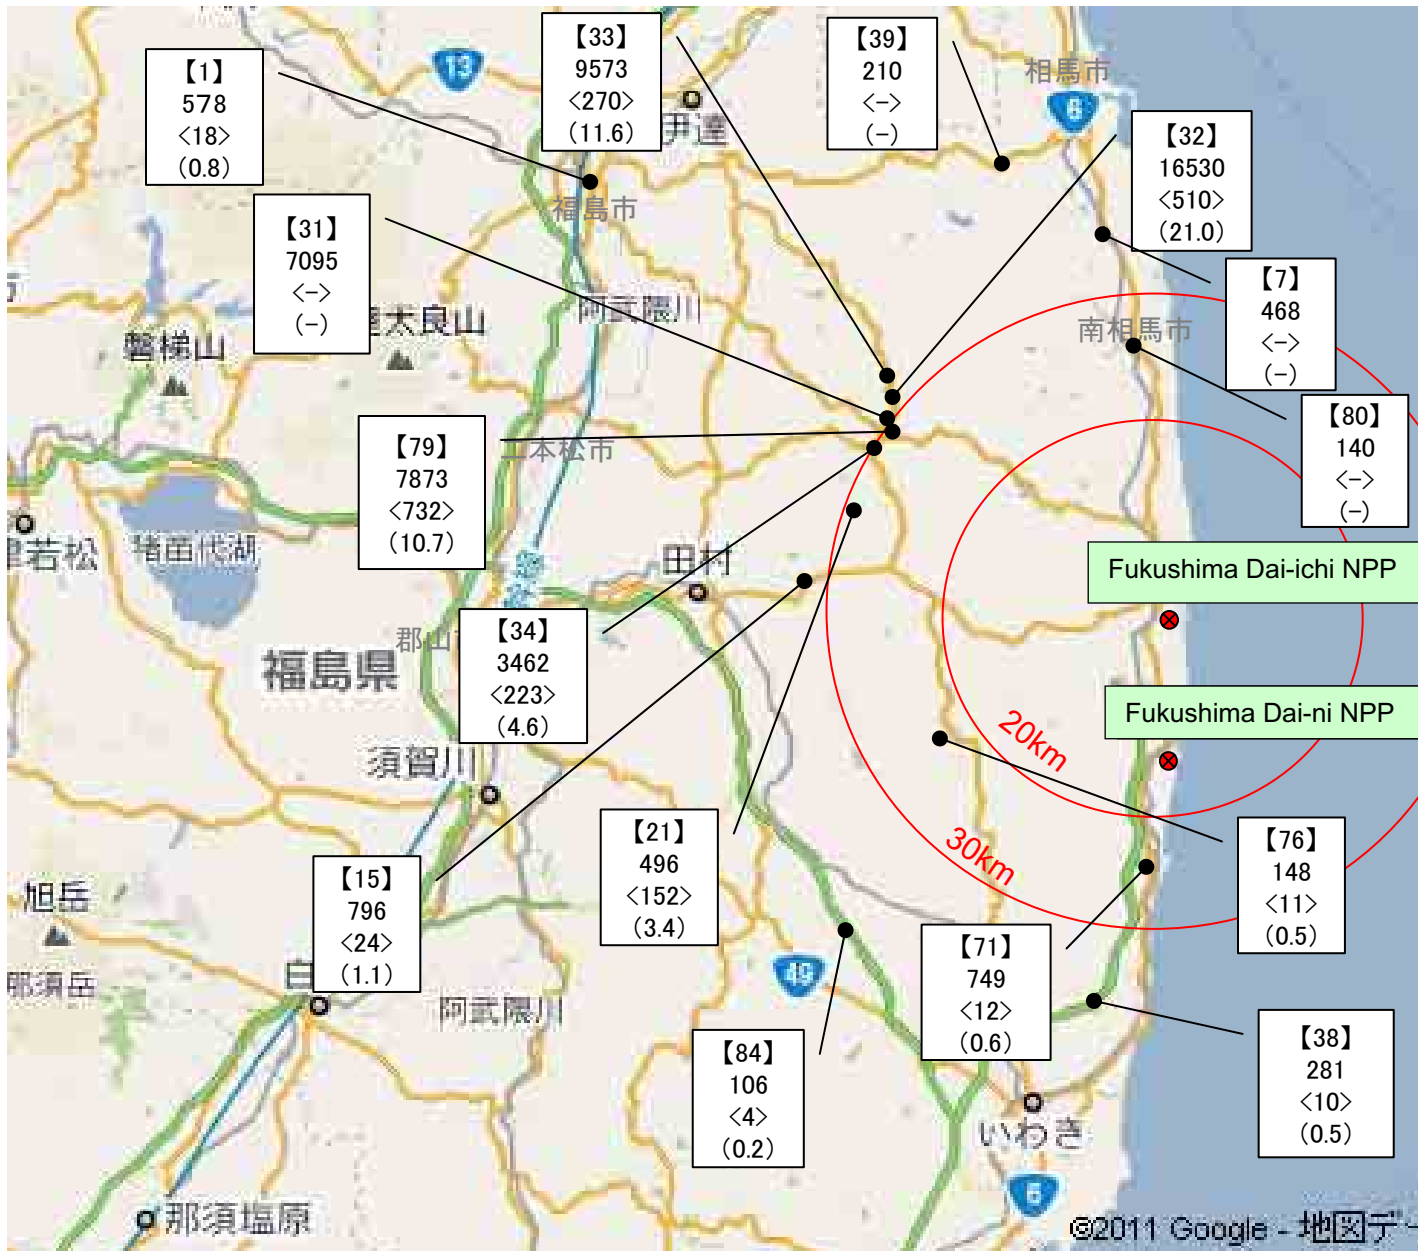 【1】
578
<18>
(0.8)
13
【33】
9573
<270>
(11.6)
伊達
【39】
210
<->
(-)
相馬市
6
【32】
16530
<510>
(21.0)
福島市
【31】
7095
<->
(-)
【7】
468
<->
(-)
阿武隈川
太良山
磐梯山
南相馬市
【80】
140
<->
(-)
【79】
7873
<732>
(10.7)
二本松市
若松
猪苗代湖
田村
Fukushima Dai-ichi NPP
【34】
3462
<223>
(4.6)
郡山
福島県
Fukushima Dai-ni NPP
20km
須賀川
30km
【21】
496
<152>
(3.4)
【76】
148
<11>
(0.5)
【15】
796
<24>
(1.1)
旭岳
那須岳
白
阿武隈川
49
【71】
749
<12>
(0.6)
【84】
106
<4>
(0.2)
【38】
281
<10>
(0.5)
いわき
6
那須塩原
©2011 Google - 地図デー